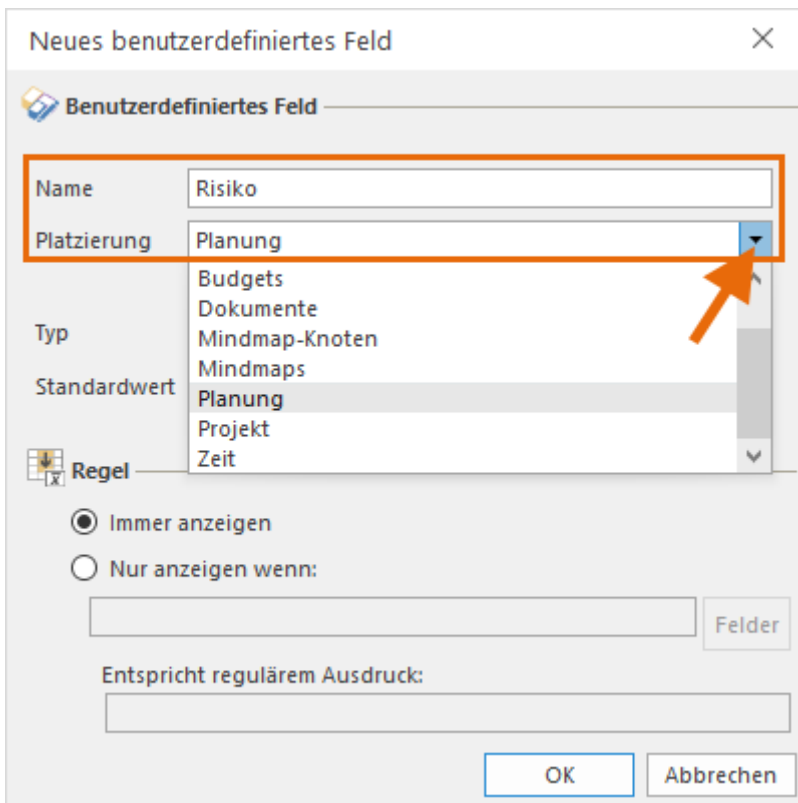 Neues benutzerdefiniertes Feld
Benutzerdefiniertes Feld
Name Risiko
Platzierung Planung
Budgets
Dokumente
Typ Mindmap-Knoten
Mindmaps
Standardwert Planung
Projekt
Zeit
Regel
Immer anzeigen
Nur anzeigen wenn:
Felder
Entspricht regulärem Ausdruck:
OK Abbrechen